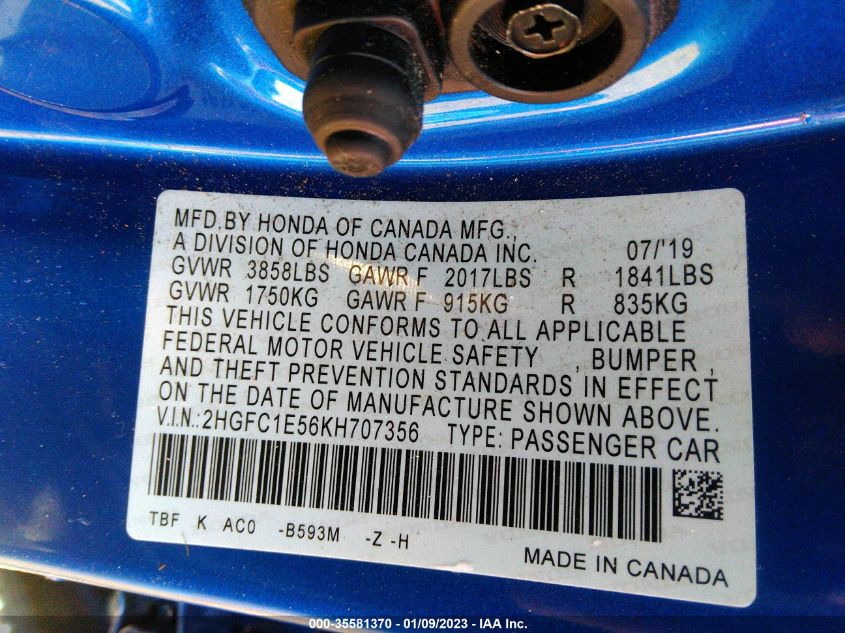 MFD.BY HONDA OF CANADA MFG.,
A DIVISION OF HONDA CANADA INC. 07/'19
GVWR 3858LBS GAWR F 2017LBS R 1841LBS
GVWR 1750KG GAWR F 915KG R 835KG
THIS VEHICLE CONFORMS TO ALL APPLICABLE
FEDERAL MOTOR VEHICLE SAFETY , BUMPER ,
AND THEFT PREVENTION STANDARDS IN EFFECT
ON THE DATE OF MANUFACTURE SHOWN ABOVE.
V.I.N.:2HGFC1E56KH707356 TYPE: PASSENGER CAR
TBF K AC0 -B593M -Z -H
MADE IN CANADA
000-35581370 | 01/09/2023 | IAA Inc.